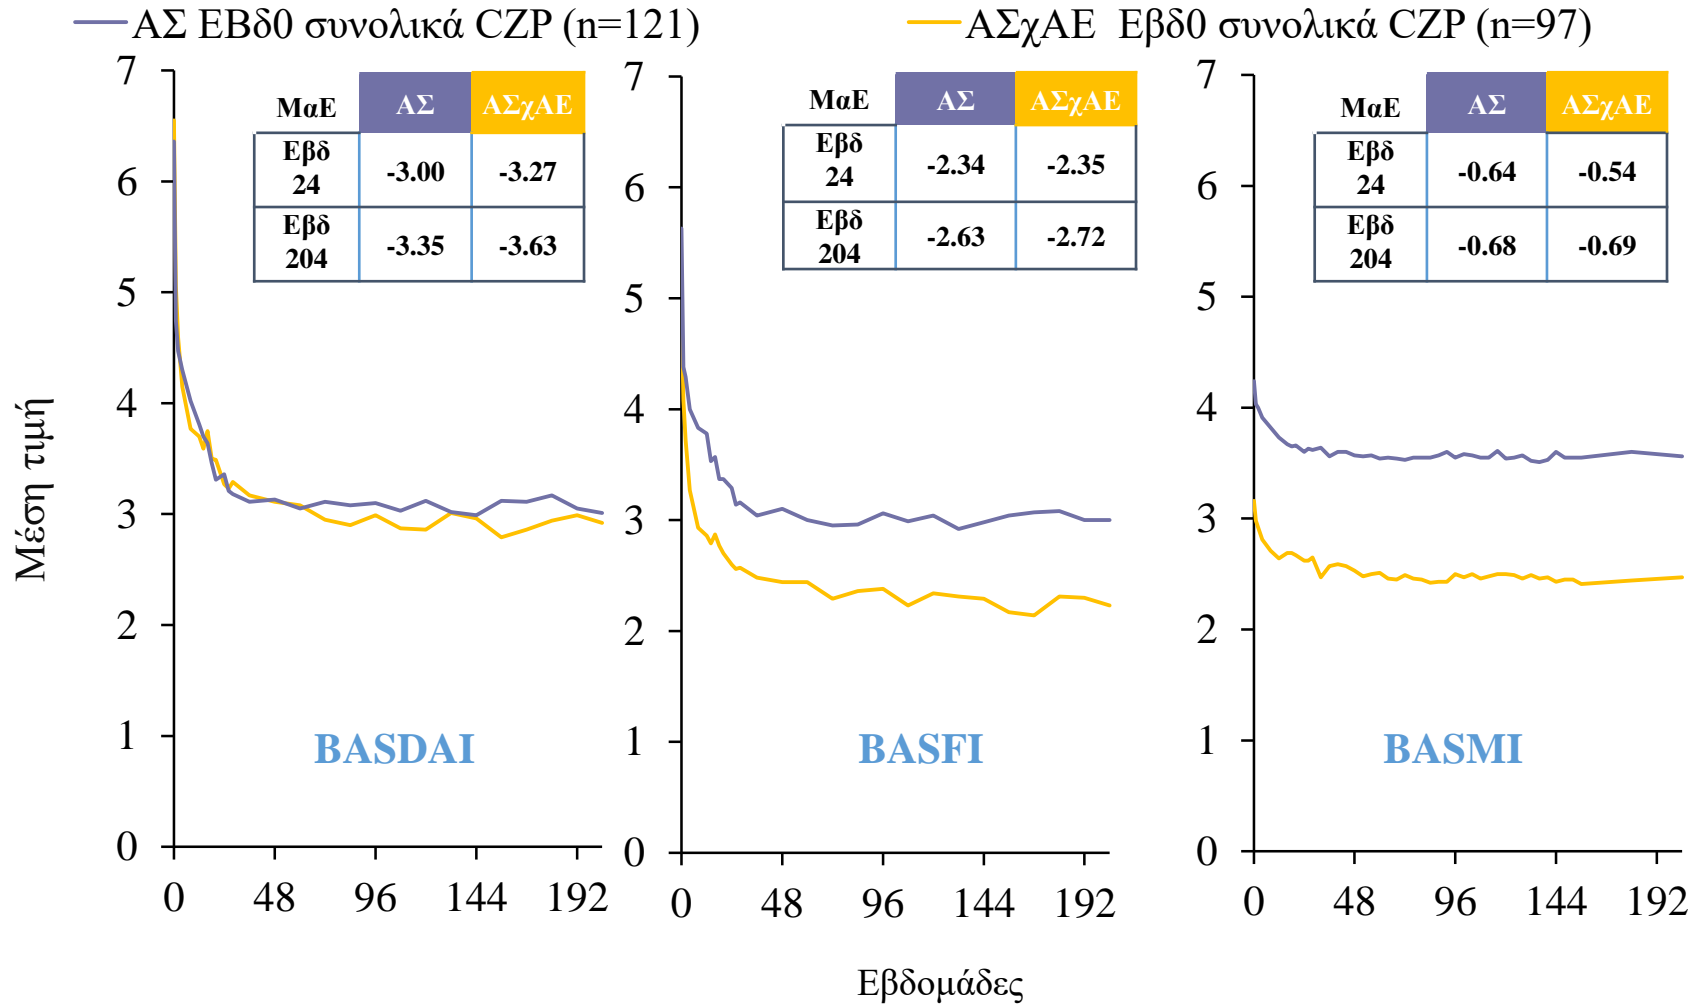 ΑΣ ΕΒδ0 συνολικά CZP (n=121)
ΑΣχΑΕ Εβδ0 συνολικά CZP (n=97)
Μέση τιμή
7
6
5
4
3
2
1
0
0 48 96 144 192
ΜαΕ ΑΣ ΑΣχΑΕ
Εβδ
24 -3.00 -3.27
Εβδ
204 -3.35 -3.63
BASDAI
7
6
5
4
3
2
1
0
0 48 96 144 192
ΜαΕ ΑΣ ΑΣχΑΕ
Εβδ
24 -2.34 -2.35
Εβδ
204 -2.63 -2.72
BASFI
7
6
5
4
3
2
1
0
0 48 96 144 192
ΜαΕ ΑΣ ΑΣχΑΕ
Εβδ
24 -0.64 -0.54
Εβδ
204 -0.68 -0.69
BASMI
Εβδομάδες